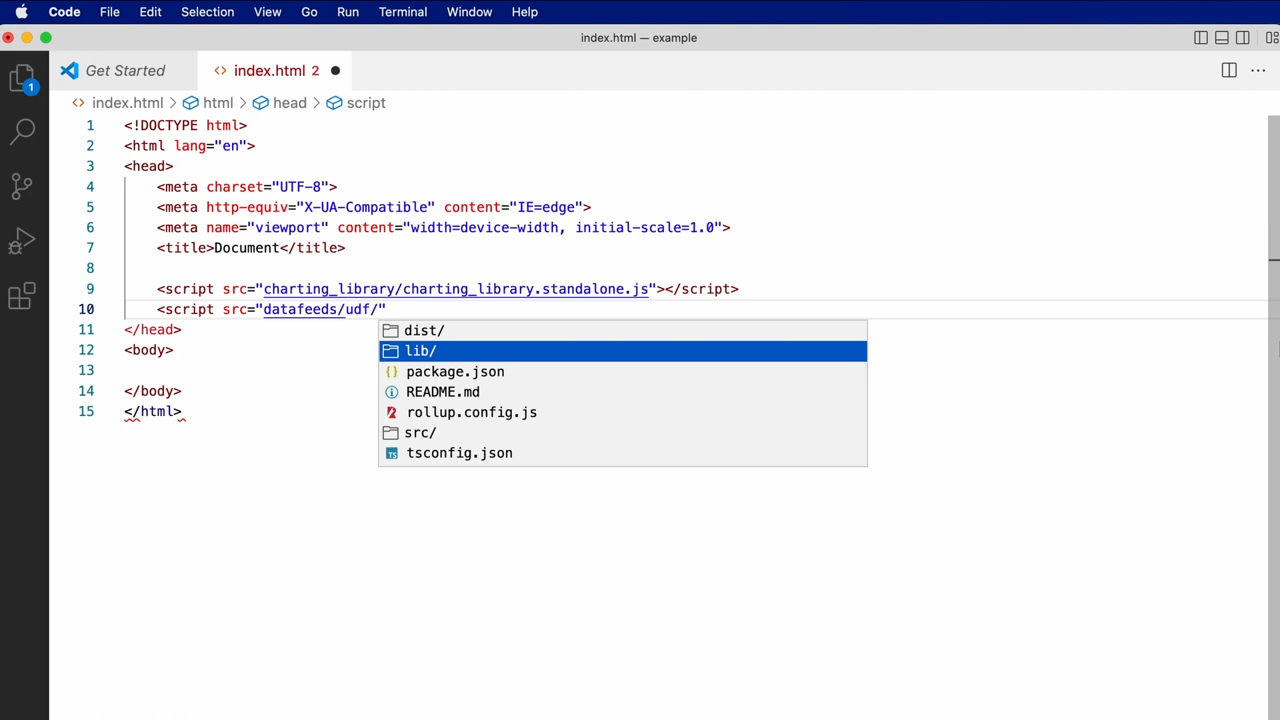 Code File Edit Selection View Go Run Terminal Window Help
index.html — example
Get Started index.html 2
index.html > html > head > script
1 <!DOCTYPE html>
2 <html lang="en">
3 <head>
4 <meta charset="UTF-8">
5 <meta http-equiv="X-UA-Compatible" content="IE=edge">
6 <meta name="viewport" content="width=device-width, initial-scale=1.0">
7 <title>Document</title>
8
9 <script src="charting_library/charting_library.standalone.js"></script>
10 <script src="datafeeds/udf/"
11 </head>
12 <body>
13
14 </body>
15 </html>
dist/
lib/
package.json
README.md
rollup.config.js
src/
TS tsconfig.json
1